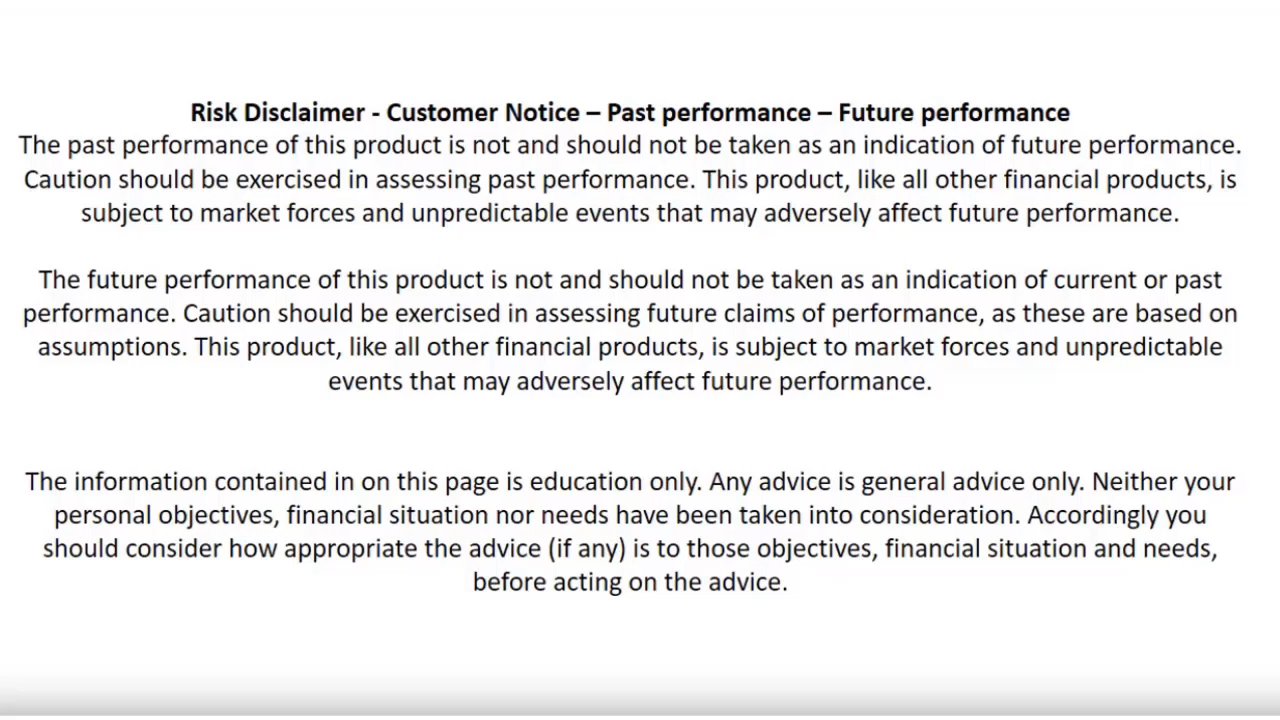 Risk Disclaimer - Customer Notice – Past performance – Future performance
The past performance of this product is not and should not be taken as an indication of future performance.
Caution should be exercised in assessing past performance. This product, like all other financial products, is
subject to market forces and unpredictable events that may adversely affect future performance.
The future performance of this product is not and should not be taken as an indication of current or past
performance. Caution should be exercised in assessing future claims of performance, as these are based on
assumptions. This product, like all other financial products, is subject to market forces and unpredictable
events that may adversely affect future performance.
The information contained in on this page is education only. Any advice is general advice only. Neither your
personal objectives, financial situation nor needs have been taken into consideration. Accordingly you
should consider how appropriate the advice (if any) is to those objectives, financial situation and needs,
before acting on the advice.